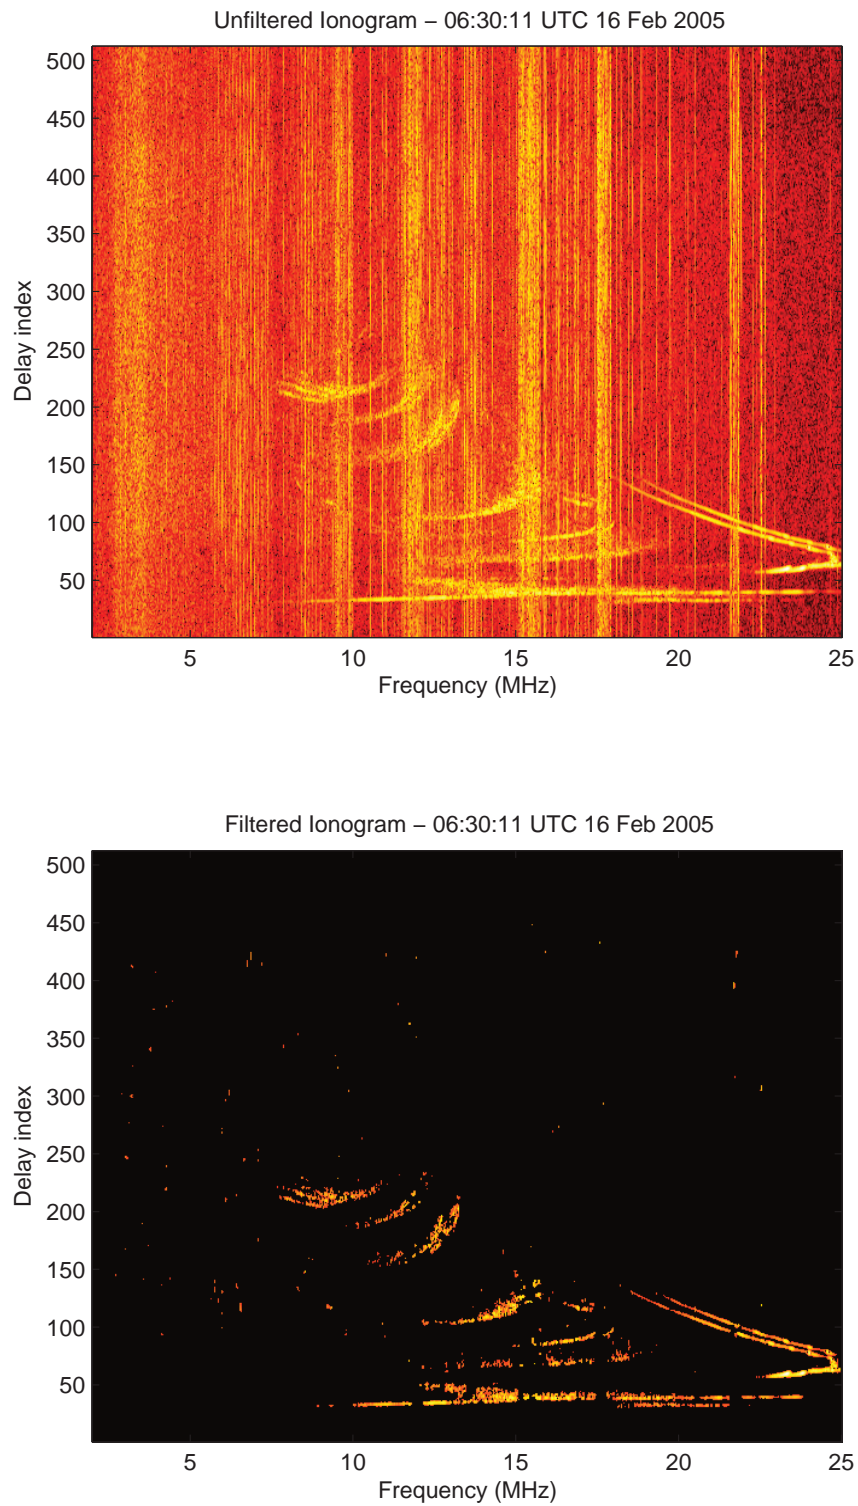 Unfiltered Ionogram – 06:30:11 UTC 16 Feb 2005
500
450
400
350
300
250
200
150
100
50
Delay index
5 10 15 20 25
Frequency (MHz)
Filtered Ionogram – 06:30:11 UTC 16 Feb 2005
500
450
400
350
300
250
200
150
100
50
Delay index
5 10 15 20 25
Frequency (MHz)